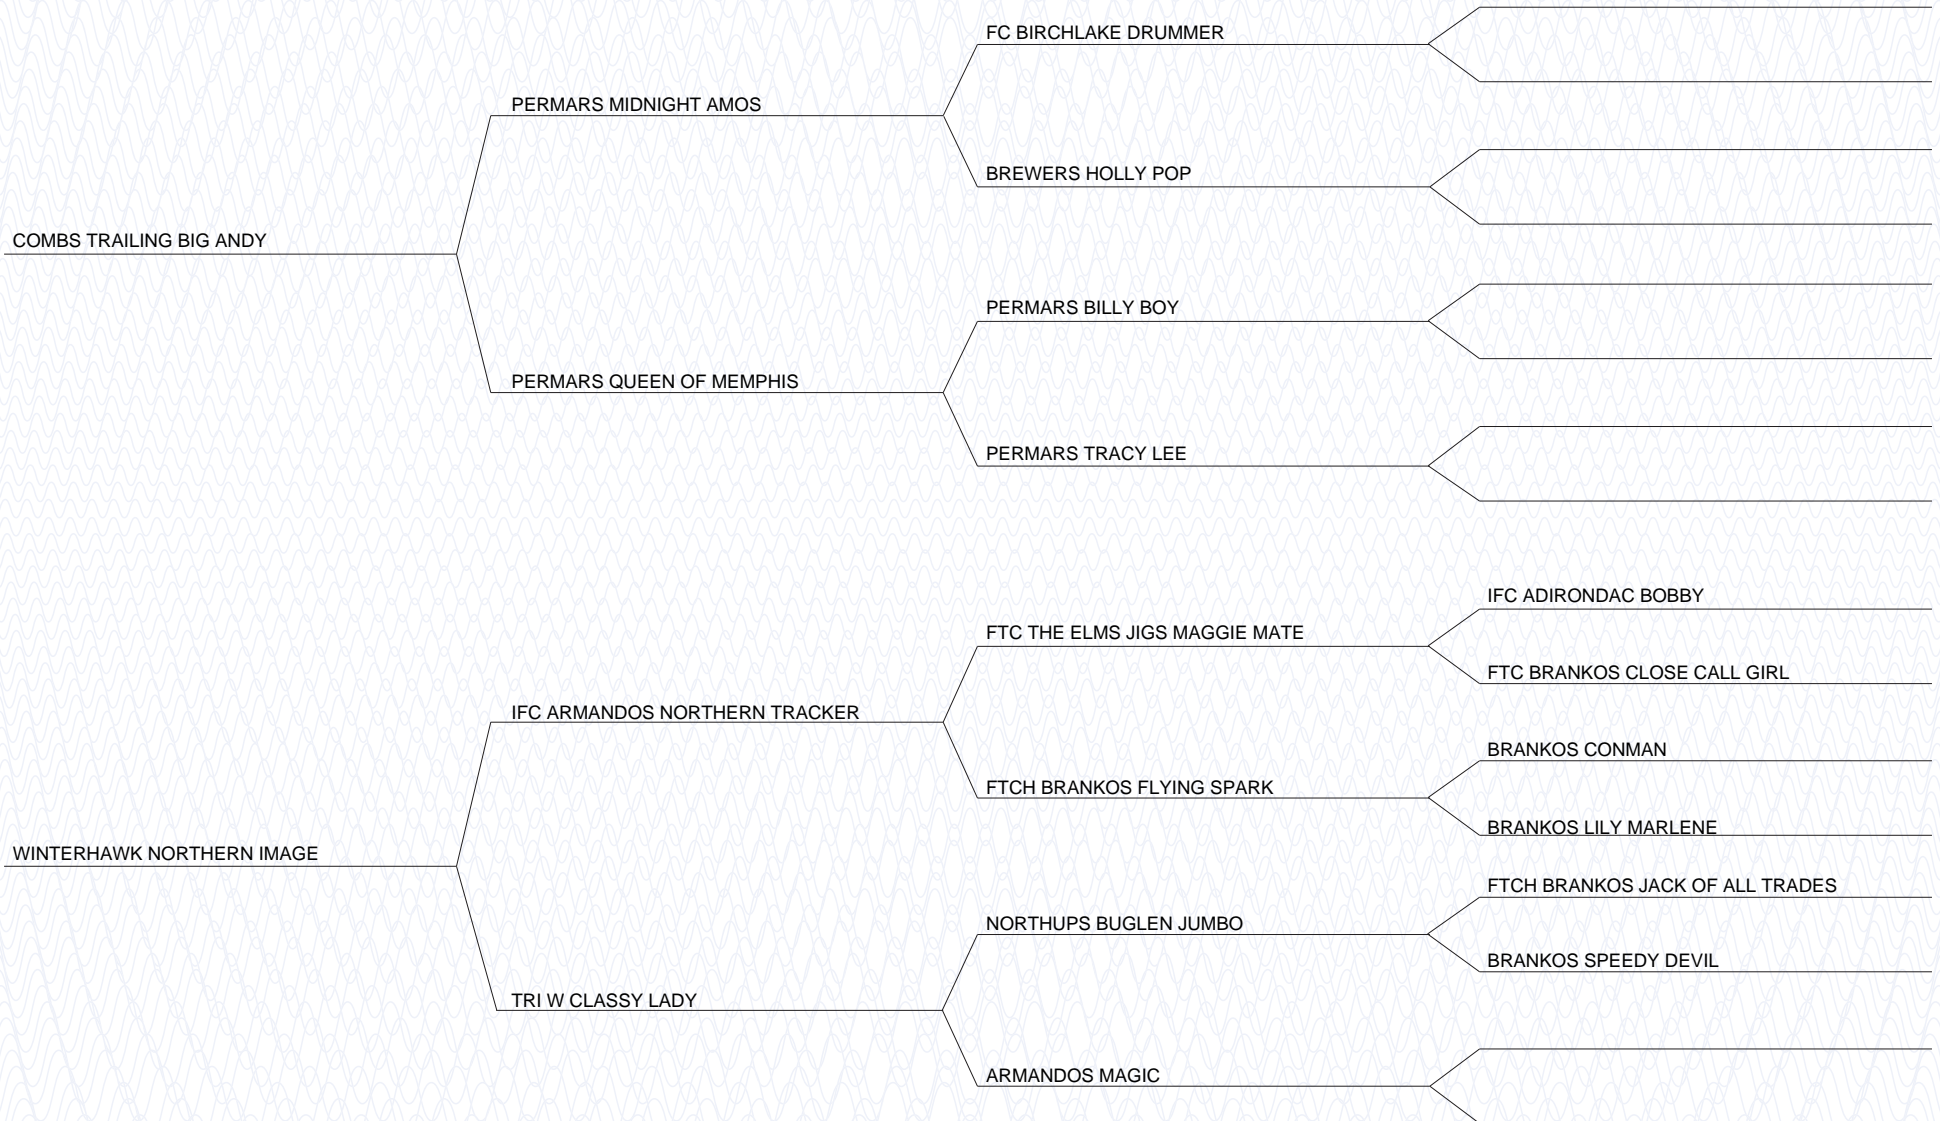 FC BIRCHLAKE DRUMMER
PERMARS MIDNIGHT AMOS
BREWERS HOLLY POP
COMBS TRAILING BIG ANDY
PERMARS BILLY BOY
PERMARS QUEEN OF MEMPHIS
PERMARS TRACY LEE
IFC ADIRONDAC BOBBY
FTC THE ELMS JIGS MAGGIE MATE
FTC BRANKOS CLOSE CALL GIRL
IFC ARMANDOS NORTHERN TRACKER
BRANKOS CONMAN
FTCH BRANKOS FLYING SPARK
BRANKOS LILY MARLENE
WINTERHAWK NORTHERN IMAGE
FTCH BRANKOS JACK OF ALL TRADES
NORTHUPS BUGLEN JUMBO
BRANKOS SPEEDY DEVIL
TRI W CLASSY LADY
ARMANDOS MAGIC